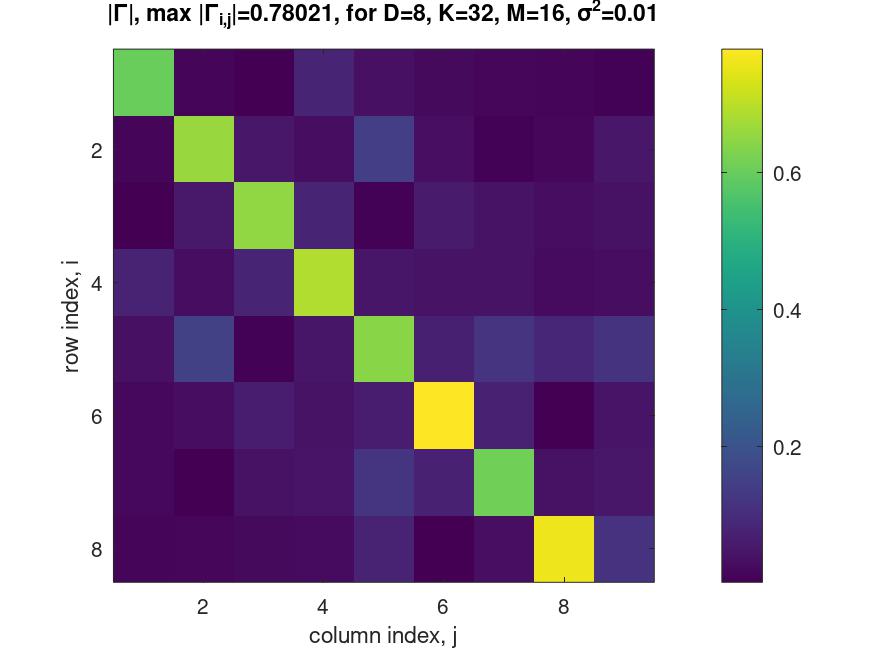 |Γ|, max |Γi,j|=0.78021, for D=8, K=32, M=16, σ²=0.01
2
4
6
8
row index, i
2 4 6 8
column index, j
0.6
0.4
0.2